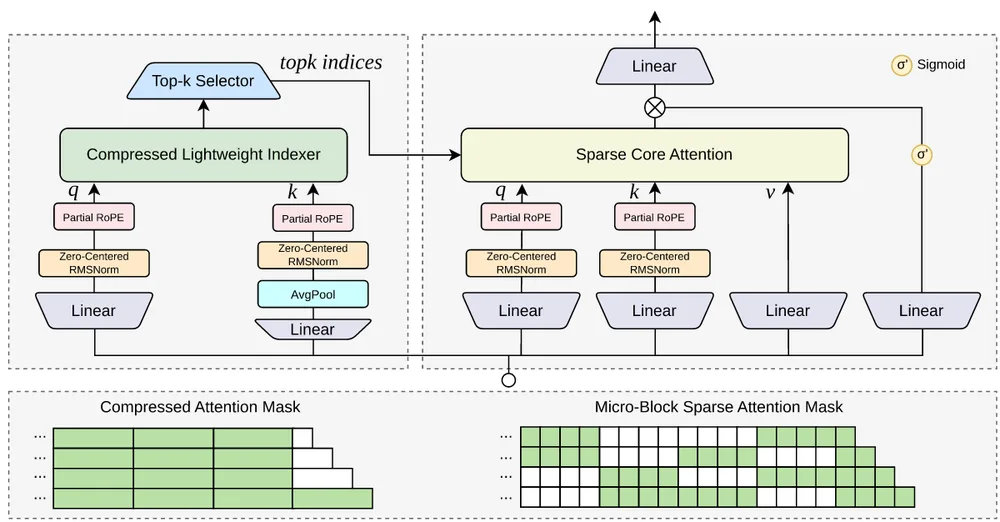 topk indices
Top-k Selector
Compressed Lightweight Indexer
q
k
Partial RoPE
Partial RoPE
Zero-Centered
RMSNorm
Zero-Centered
RMSNorm
AvgPool
Linear
Linear
Linear
σ'
Sigmoid
Sparse Core Attention
σ'
q
k
v
Partial RoPE
Partial RoPE
Zero-Centered
RMSNorm
Zero-Centered
RMSNorm
Linear
Linear
Linear
Linear
Compressed Attention Mask
...
...
...
...
Micro-Block Sparse Attention Mask
...
...
...
...